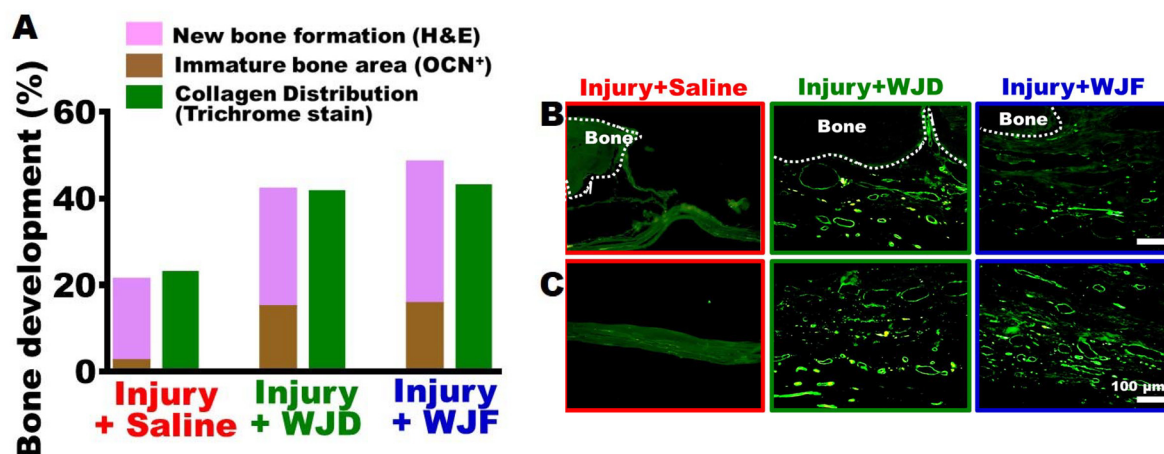 A
New bone formation (H&E)
Immature bone area (OCN⁺)
Collagen Distribution
(Trichrome stain)
Bone development (%)
60
40
20
0
Injury
+ Saline
Injury
+ WJD
Injury
+ WJF
Injury+Saline
Injury+WJD
Injury+WJF
B
Bone
Bone
Bone
C
100 µm